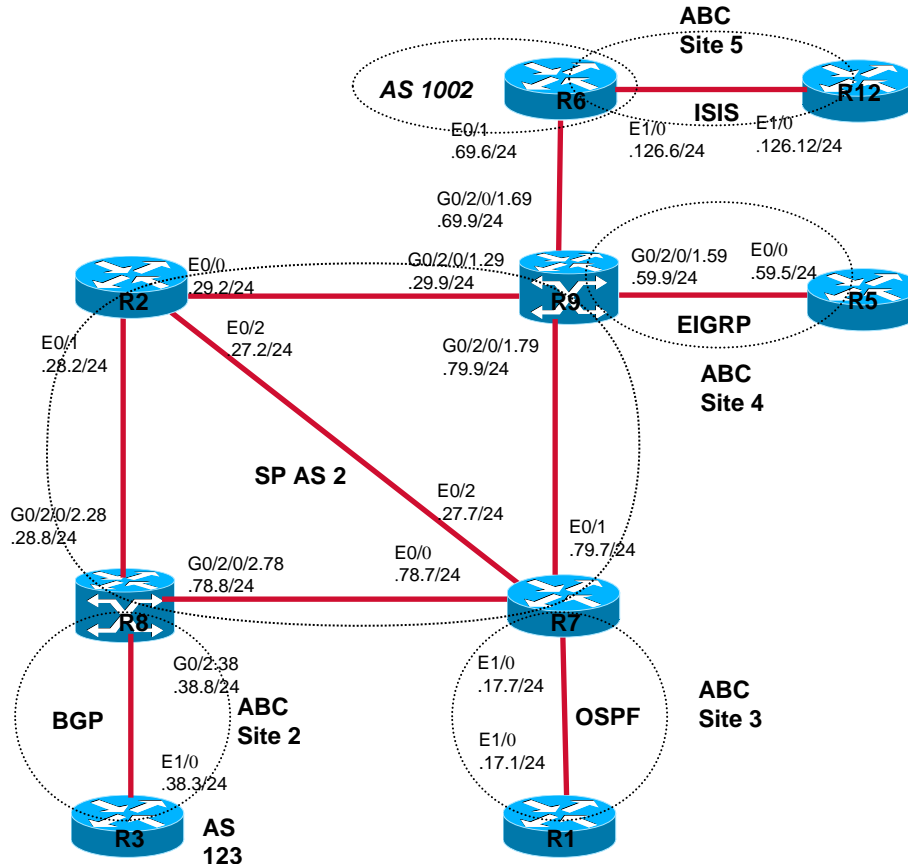 ABC
Site 5
AS 1002
R6
R12
ISIS
E0/1
.69.6/24
E1/0
.126.6/24
E1/0
.126.12/24
G0/2/0/1.69
.69.9/24
E0/0
.29.2/24
G0/2/0/1.29
.29.9/24
G0/2/0/1.59
.59.9/24
E0/0
.59.5/24
R2
R9
R5
EIGRP
E0/1
.28.2/24
E0/2
.27.2/24
G0/2/0/1.79
.79.9/24
ABC
Site 4
SP AS 2
E0/2
.27.7/24
G0/2/0/2.28
.28.8/24
G0/2/0/2.78
.78.8/24
E0/0
.78.7/24
E0/1
.79.7/24
R8
R7
G0/2.38
.38.8/24
E1/0
.17.7/24
BGP
ABC
Site 2
OSPF
ABC
Site 3
E1/0
.38.3/24
E1/0
.17.1/24
R3
AS
123
R1